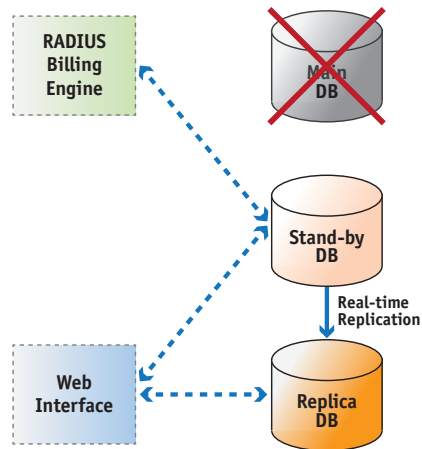 RADIUS
Billing
Engine
Main
DB
Stand-by
DB
Real-time
Replication
Web
Interface
Replica
DB